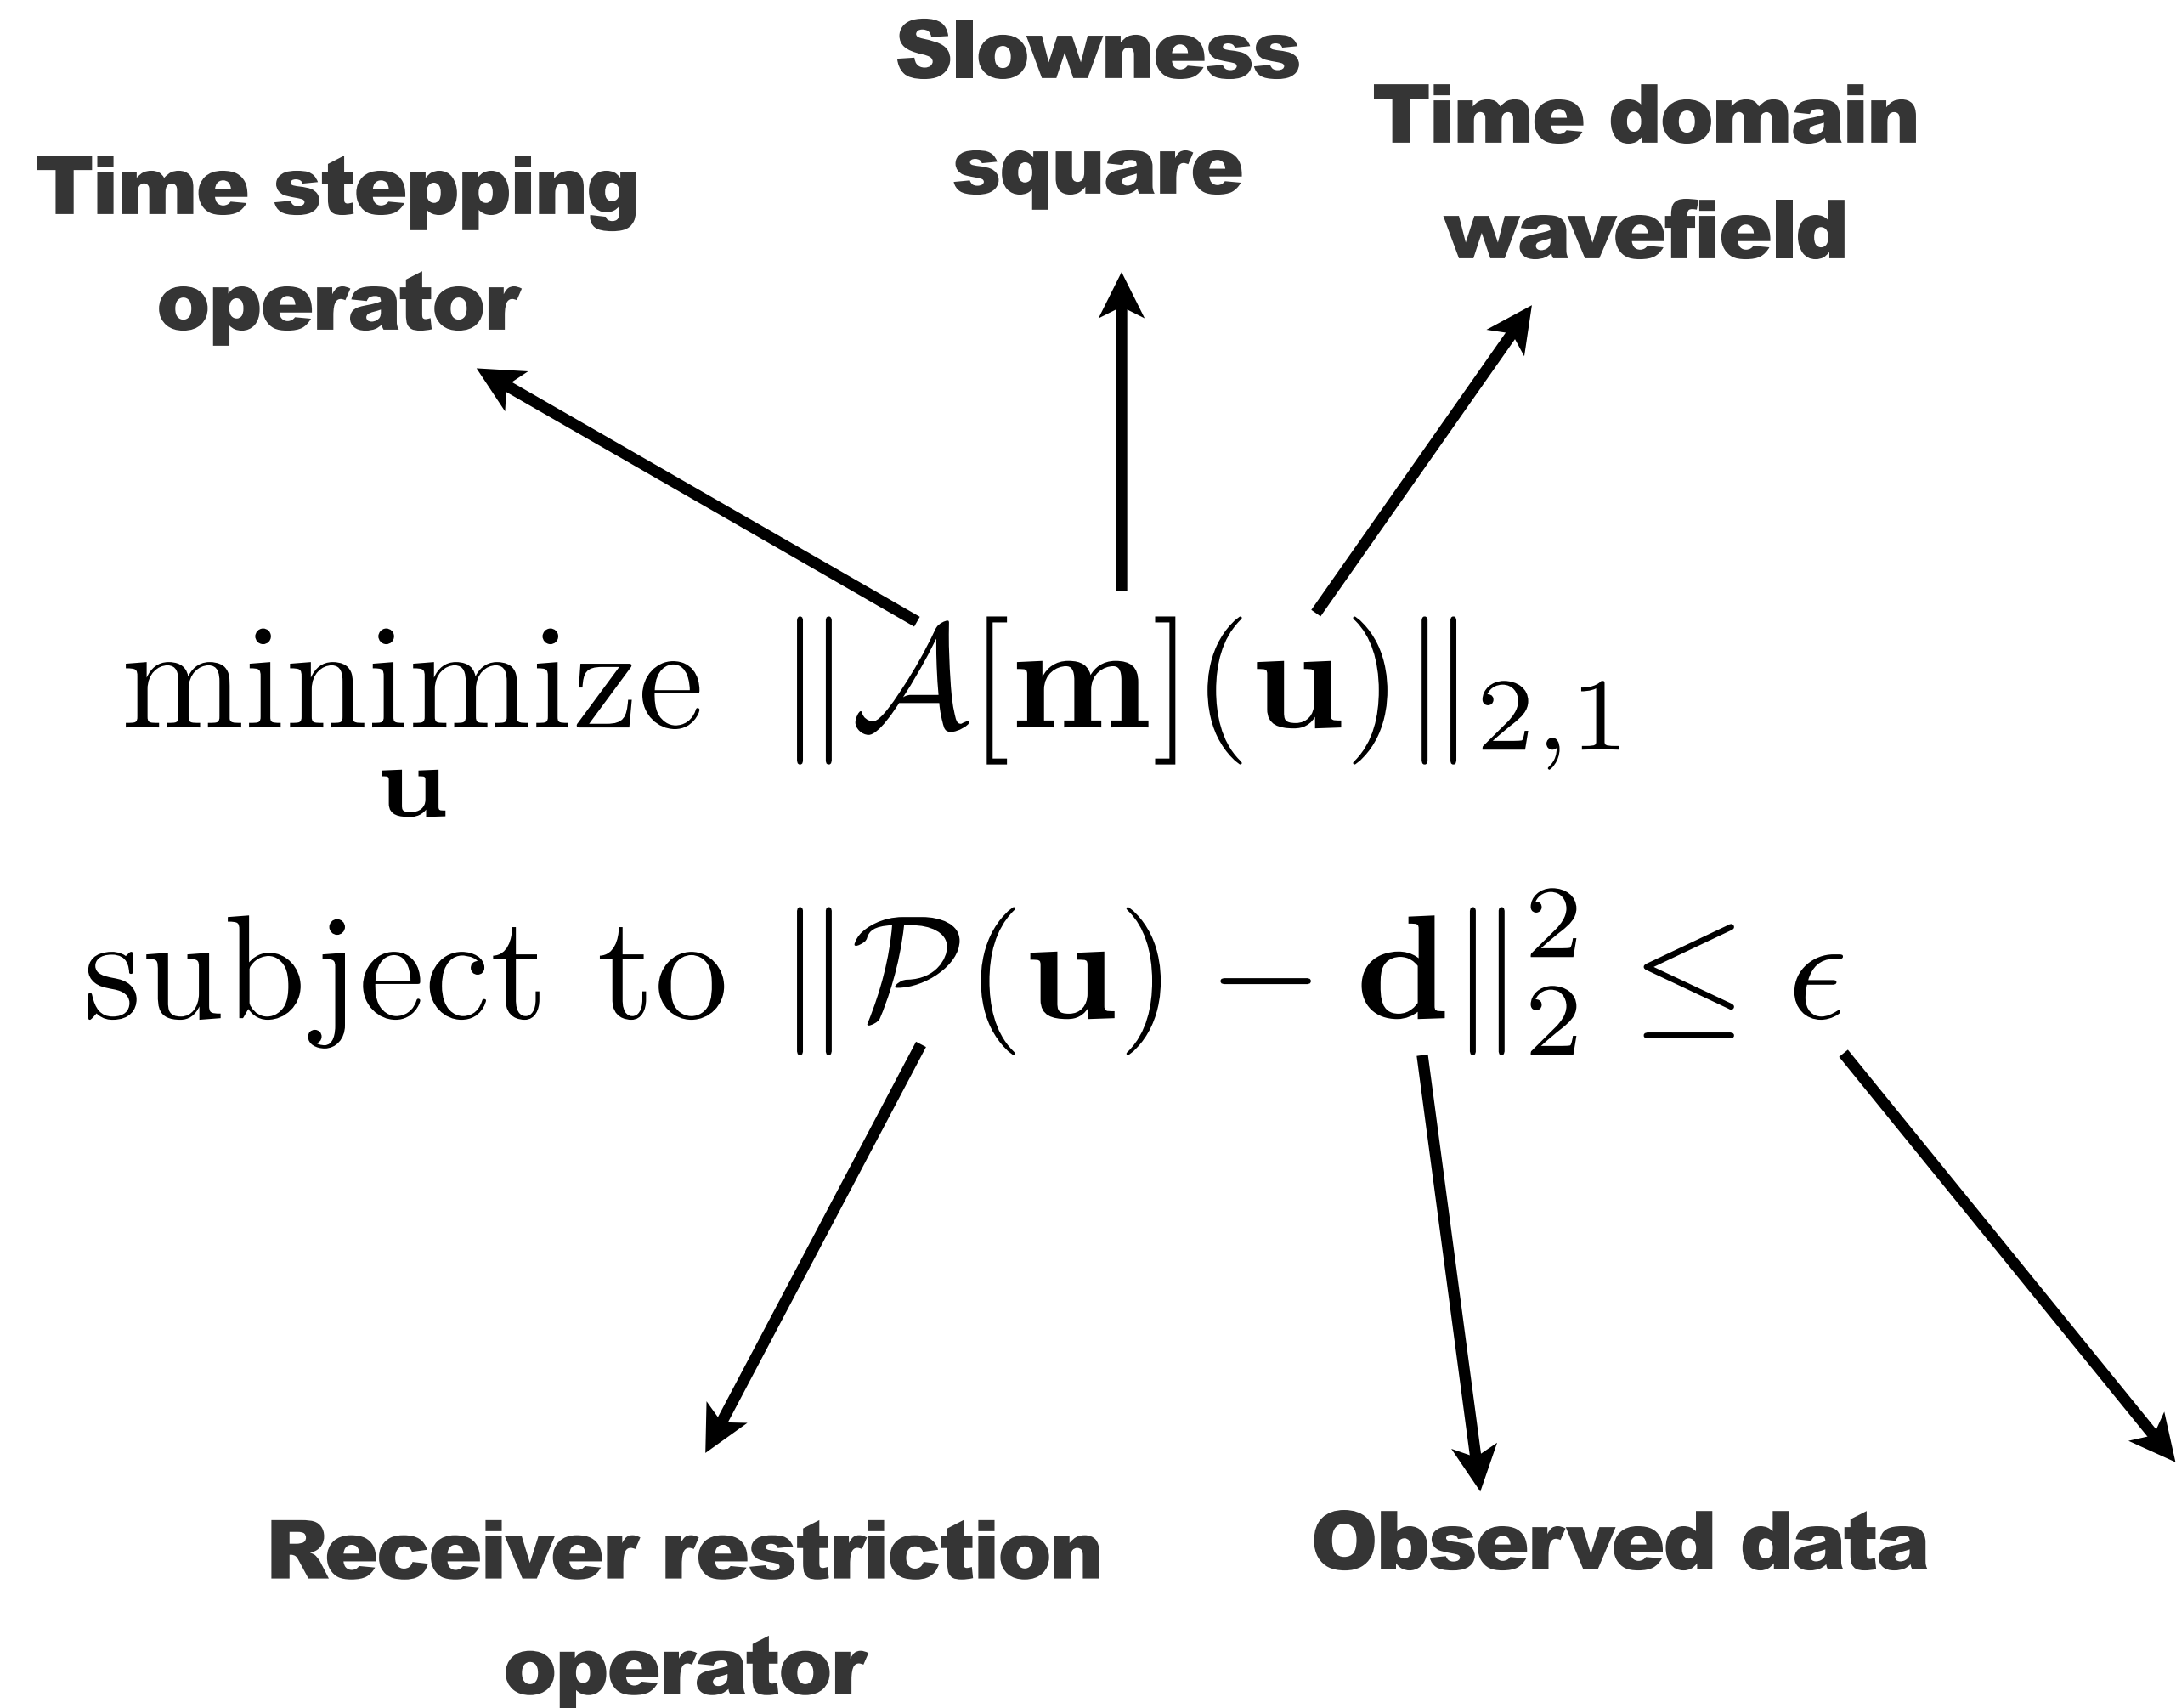 Slowness
square
Time domain
wavefield
Time stepping
operator
minimize ‖𝒜[𝐦](𝐮)‖₂,₁
𝐮
subject to ‖𝒫(𝐮) − 𝐝‖₂² ≤ ϵ
Receiver restriction
operator
Observed data